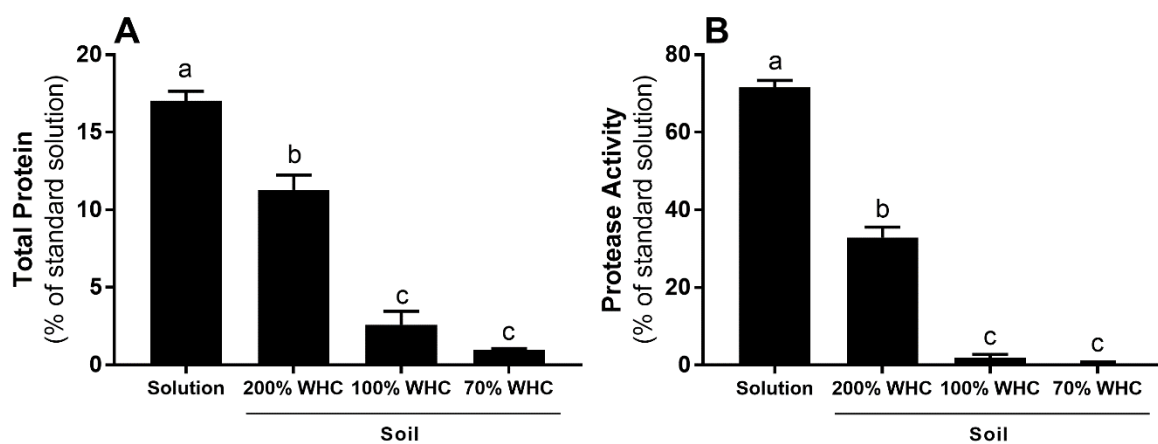 A
Total Protein
(% of standard solution)
20
15
10
5
0
a
b
c
c
Solution
200% WHC
100% WHC
70% WHC
Soil
B
Protease Activity
(% of standard solution)
80
60
40
20
0
a
b
c
c
Solution
200% WHC
100% WHC
70% WHC
Soil